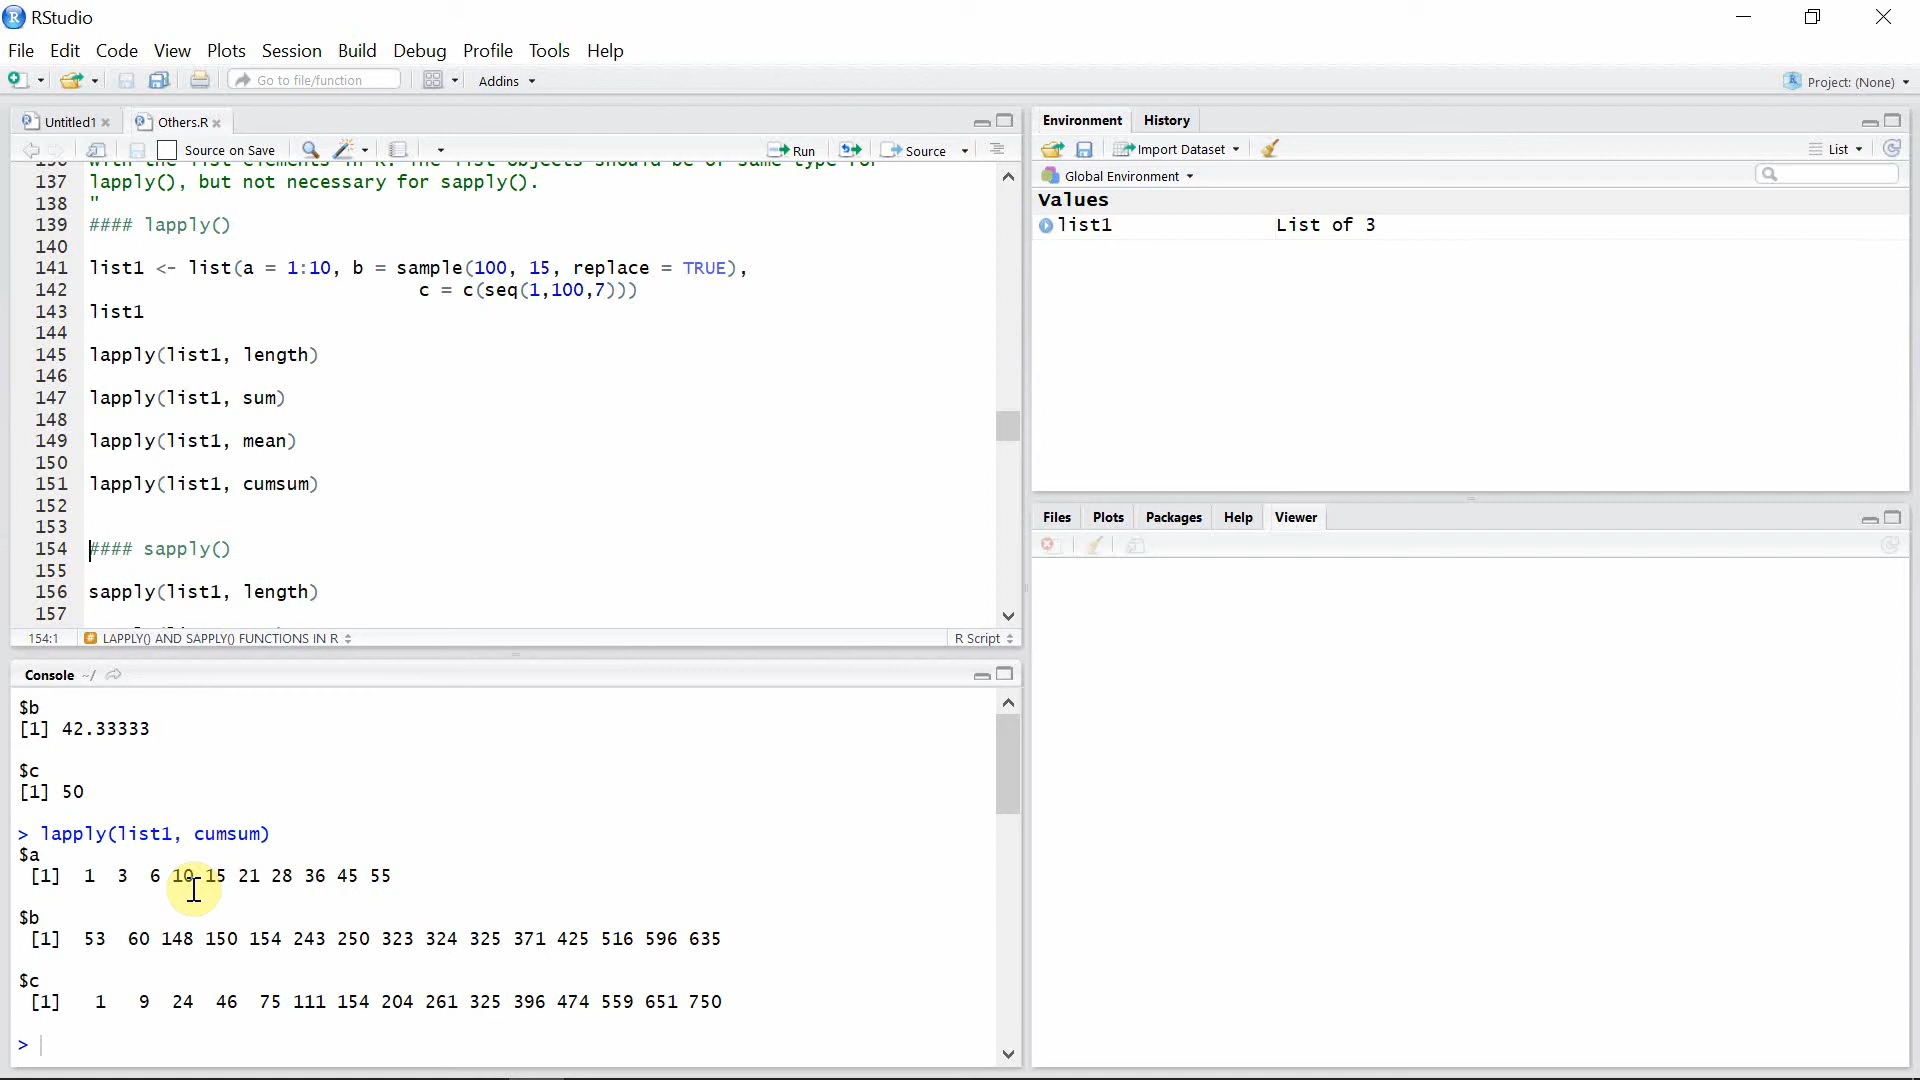 RStudio
File Edit Code View Plots Session Build Debug Profile Tools Help
Go to file/function
Addins
Project: (None)
Untitled1
Others.R
Source on Save
Run
Source
136 with the list elements in R. The list objects should be of same type for
137 lapply(), but not necessary for sapply().
138 "
139 #### lapply()
140
141 list1 <- list(a = 1:10, b = sample(100, 15, replace = TRUE),
142 c = c(seq(1,100,7)))
143 list1
144
145 lapply(list1, length)
146
147 lapply(list1, sum)
148
149 lapply(list1, mean)
150
151 lapply(list1, cumsum)
152
153
154 #### sapply()
155
156 sapply(list1, length)
157
154:1 LAPPLY() AND SAPPLY() FUNCTIONS IN R
R Script
Console ~/
$b
[1] 42.33333
$c
[1] 50
> lapply(list1, cumsum)
$a
[1] 1 3 6 10 15 21 28 36 45 55
$b
[1] 53 60 148 150 154 243 250 323 324 325 371 425 516 596 635
$c
[1] 1 9 24 46 75 111 154 204 261 325 396 474 559 651 750
>
Environment History
Import Dataset
List
Global Environment
Values
list1 List of 3
Files Plots Packages Help Viewer